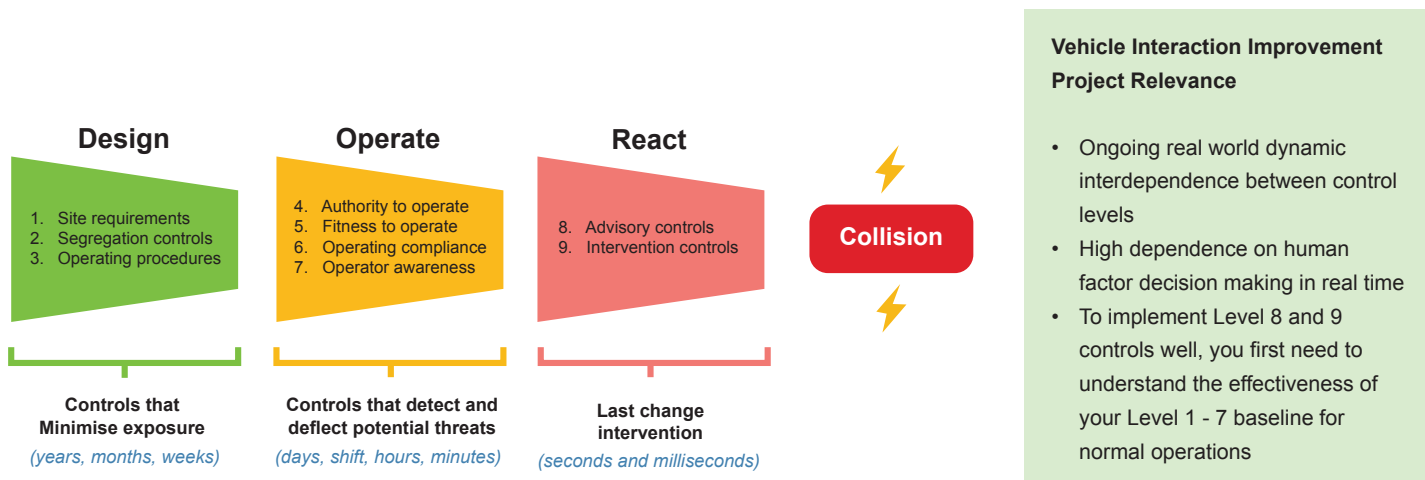 Design
1. Site requirements
2. Segregation controls
3. Operating procedures
Controls that
Minimise exposure
(years, months, weeks)
Operate
4. Authority to operate
5. Fitness to operate
6. Operating compliance
7. Operator awareness
Controls that detect and
deflect potential threats
(days, shift, hours, minutes)
React
8. Advisory controls
9. Intervention controls
Last change
intervention
(seconds and milliseconds)
Collision
Vehicle Interaction Improvement
Project Relevance
• Ongoing real world dynamic
interdependence between control
levels
• High dependence on human
factor decision making in real time
• To implement Level 8 and 9
controls well, you first need to
understand the effectiveness of
your Level 1 - 7 baseline for
normal operations